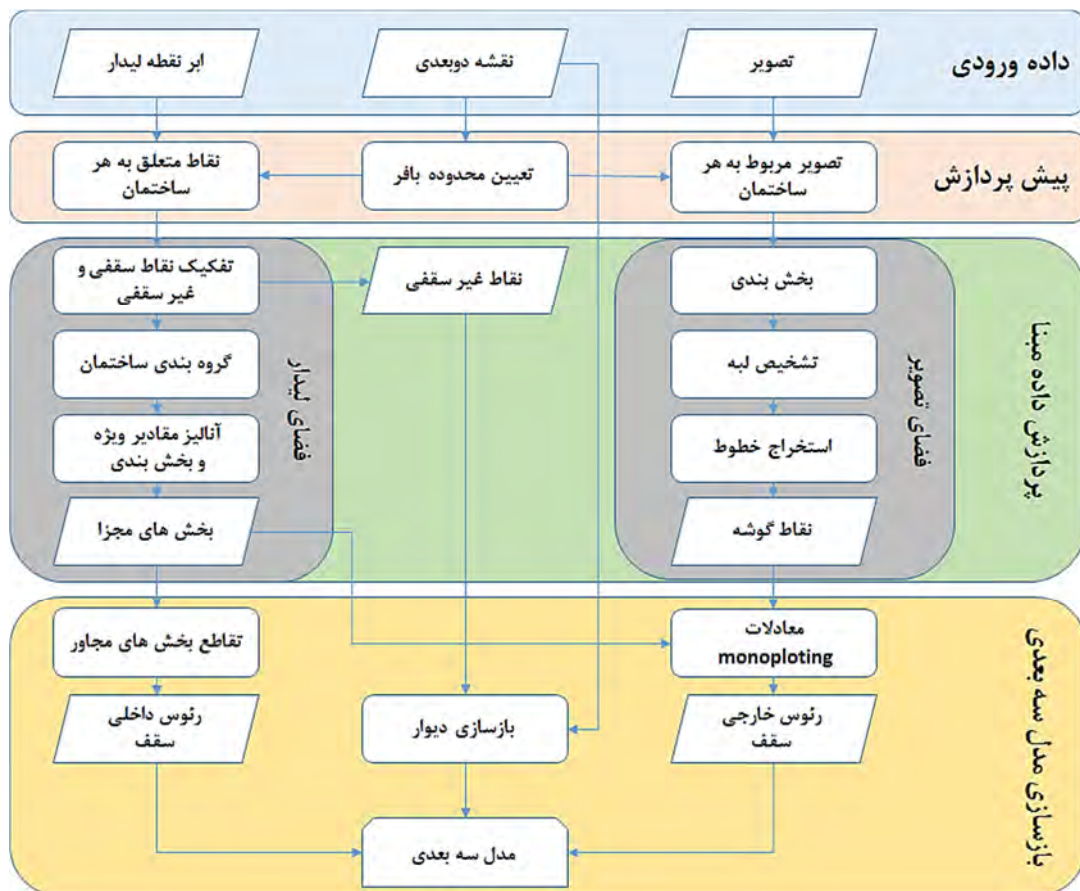 داده ورودی
تصویر
نقشه دوبعدی
ابر نقطه لیدار
پیش پردازش
تصویر مربوط به هر
ساختمان
تعیین محدوده بافر
نقاط متعلق به هر
ساختمان
پردازش داده مبنا
فضای تصویر
بخش بندی
تشخیص لبه
استخراج خطوط
نقاط گوشه
نقاط غیر سقفی
فضای لیدار
تفکیک نقاط سقفی و
غیر سقفی
گروه بندی ساختمان
آنالیز مقادیر ویژه
و بخش بندی
بخش های مجزا
بازسازی مدل سه بعدی
معادلات
monoploting
رئوس خارجی
سقف
بازسازی دیوار
تقاطع بخش های مجاور
رئوس داخلی
سقف
مدل سه بعدی